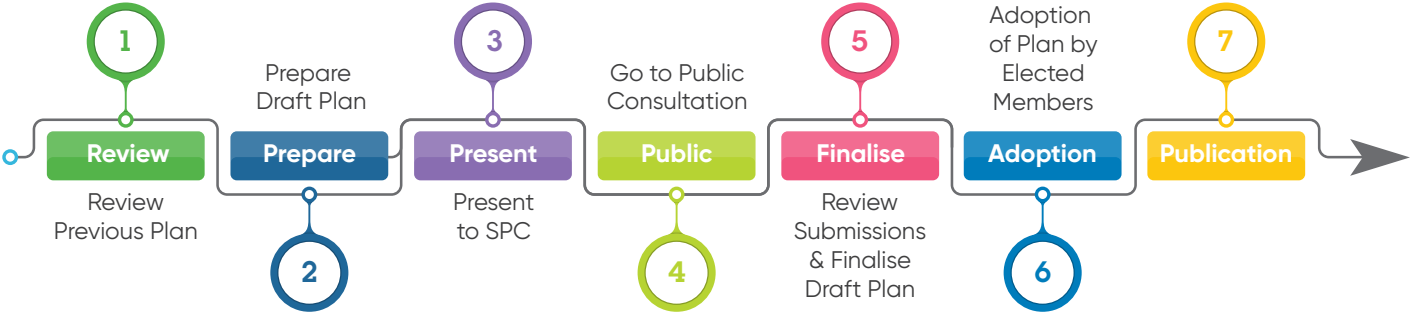 1
Review
Review
Previous Plan
Prepare
Draft Plan
Prepare
2
3
Present
Present
to SPC
Go to Public
Consultation
Public
4
5
Finalise
Review
Submissions
& Finalise
Draft Plan
Adoption
of Plan by
Elected
Members
Adoption
6
7
Publication